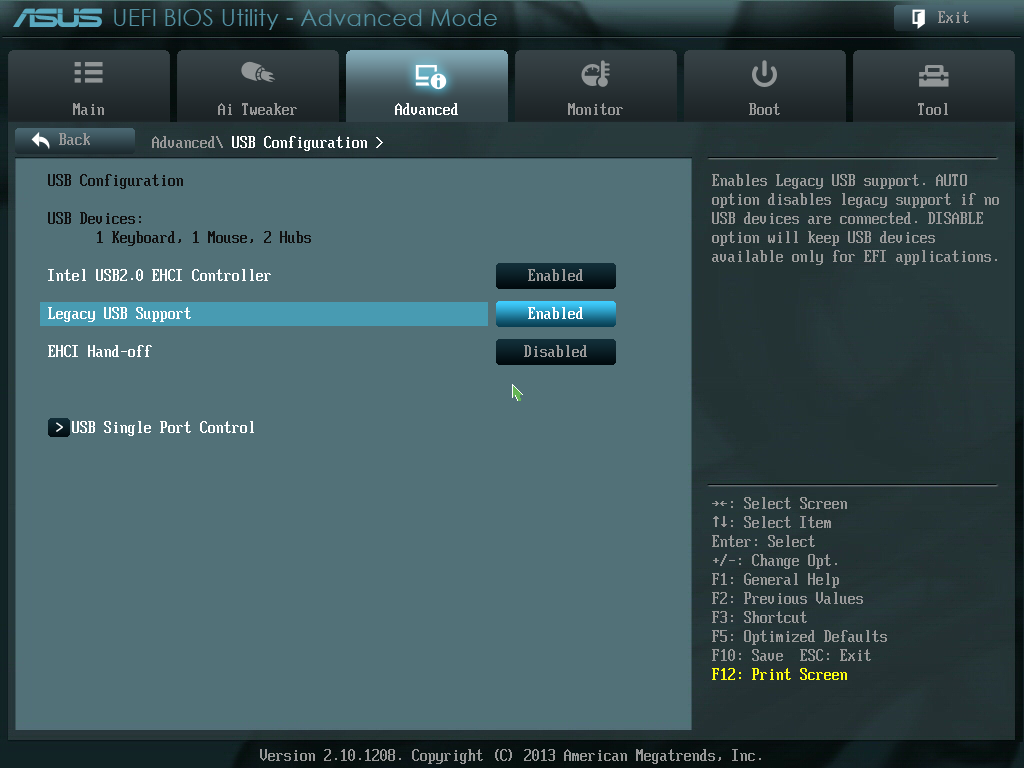 ASUS UEFI BIOS Utility - Advanced Mode
Exit
Main
Ai Tweaker
Advanced
Monitor
Boot
Tool
Back
Advanced\ USB Configuration >
USB Configuration
USB Devices:
1 Keyboard, 1 Mouse, 2 Hubs
Intel USB2.0 EHCI Controller Enabled
Legacy USB Support Enabled
EHCI Hand-off Disabled
> USB Single Port Control
Enables Legacy USB support. AUTO
option disables legacy support if no
USB devices are connected. DISABLE
option will keep USB devices
available only for EFI applications.
→←: Select Screen
↑↓: Select Item
Enter: Select
+/-: Change Opt.
F1: General Help
F2: Previous Values
F3: Shortcut
F5: Optimized Defaults
F10: Save ESC: Exit
F12: Print Screen
Version 2.10.1208. Copyright (C) 2013 American Megatrends, Inc.